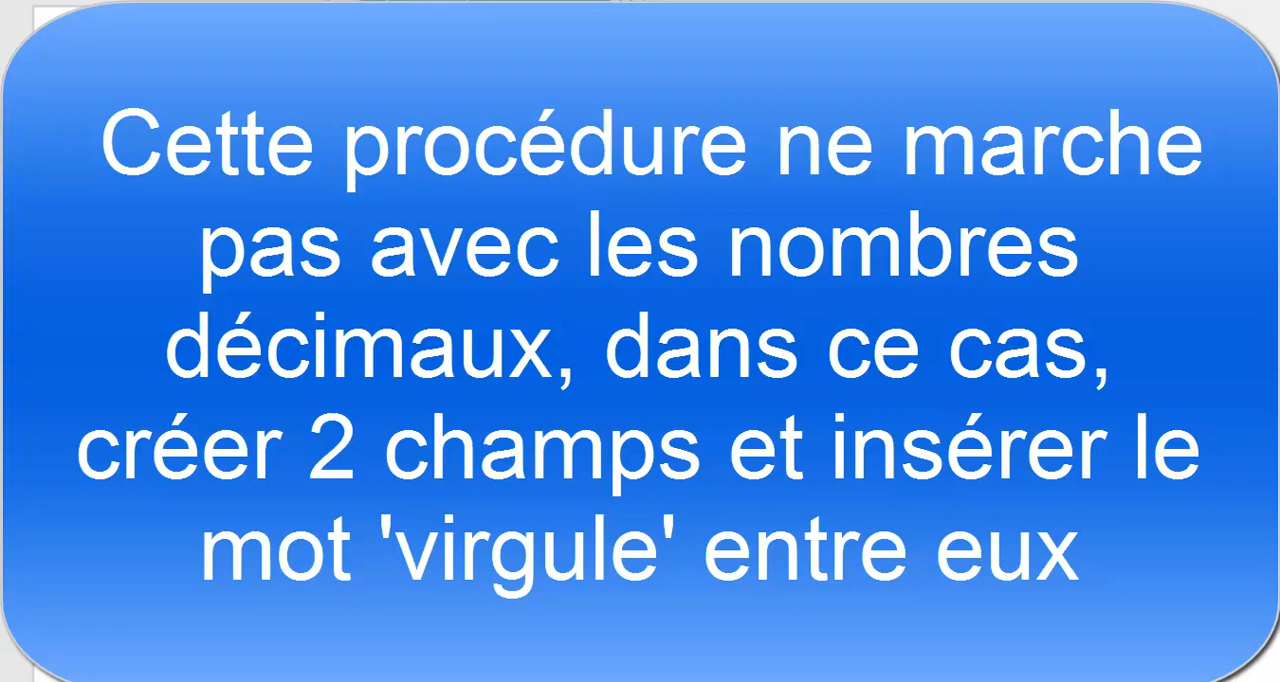 Cette procédure ne marche
pas avec les nombres
décimaux, dans ce cas,
créer 2 champs et insérer le
mot 'virgule' entre eux